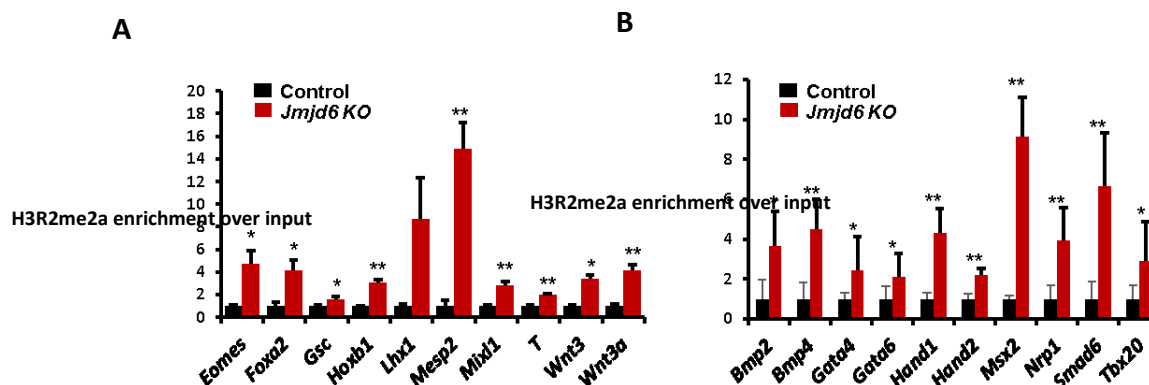 A
Control
Jmjd6 KO
20
18
16
14
12
10
8
6
4
2
0
H3R2me2a enrichment over input
*
*
*
**
**
**
**
*
**
Eomes
Foxa2
Gsc
Hoxb1
Lhx1
Mesp2
Mixl1
T
Wnt3
Wnt3a
B
Control
Jmjd6 KO
12
10
8
6
4
2
0
H3R2me2a enrichment over input
*
**
*
*
**
**
**
**
**
*
Bmp2
Bmp4
Gata4
Gata6
Hand1
Hand2
Msx2
Nrp1
Smad6
Tbx20